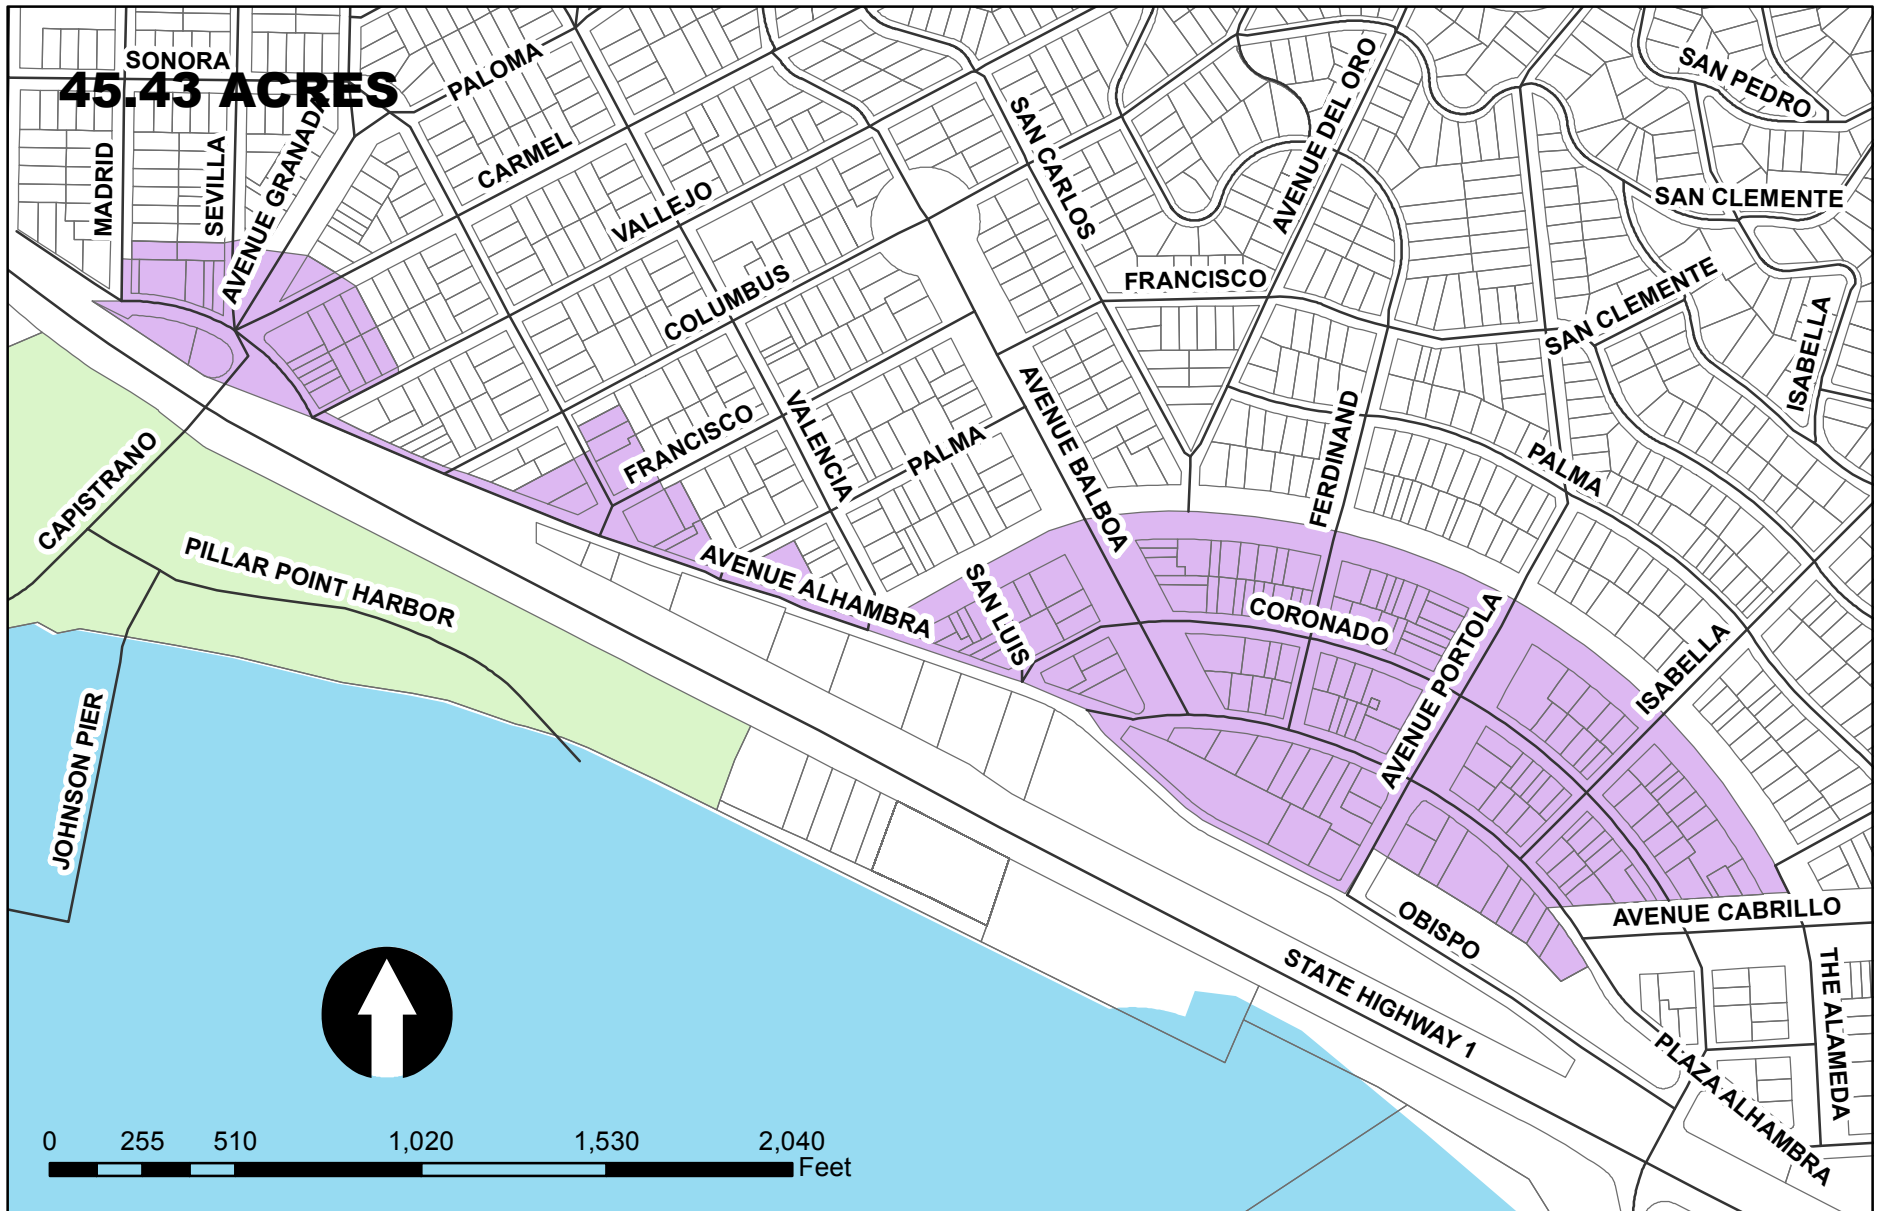 SONORA
45.43 ACRES
PALOMA
MADRID
SEVILLA
AVENUE GRANADA
CARMEL
VALLEJO
COLUMBUS
FRANCISCO
VALENCIA
PALMA
SAN CARLOS
AVENUE DEL ORO
SAN PEDRO
SAN CLEMENTE
FRANCISCO
SAN CLEMENTE
ISABELLA
AVENUE BALBOA
FERDINAND
PALMA
CAPISTRANO
PILLAR POINT HARBOR
AVENUE ALHAMBRA
SAN LUIS
CORONADO
AVENUE PORTOLA
ISABELLA
JOHNSON PIER
OBISPO
AVENUE CABRILLO
STATE HIGHWAY 1
THE ALAMEDA
PLAZA ALHAMBRA
0 255 510 1,020 1,530 2,040
Feet